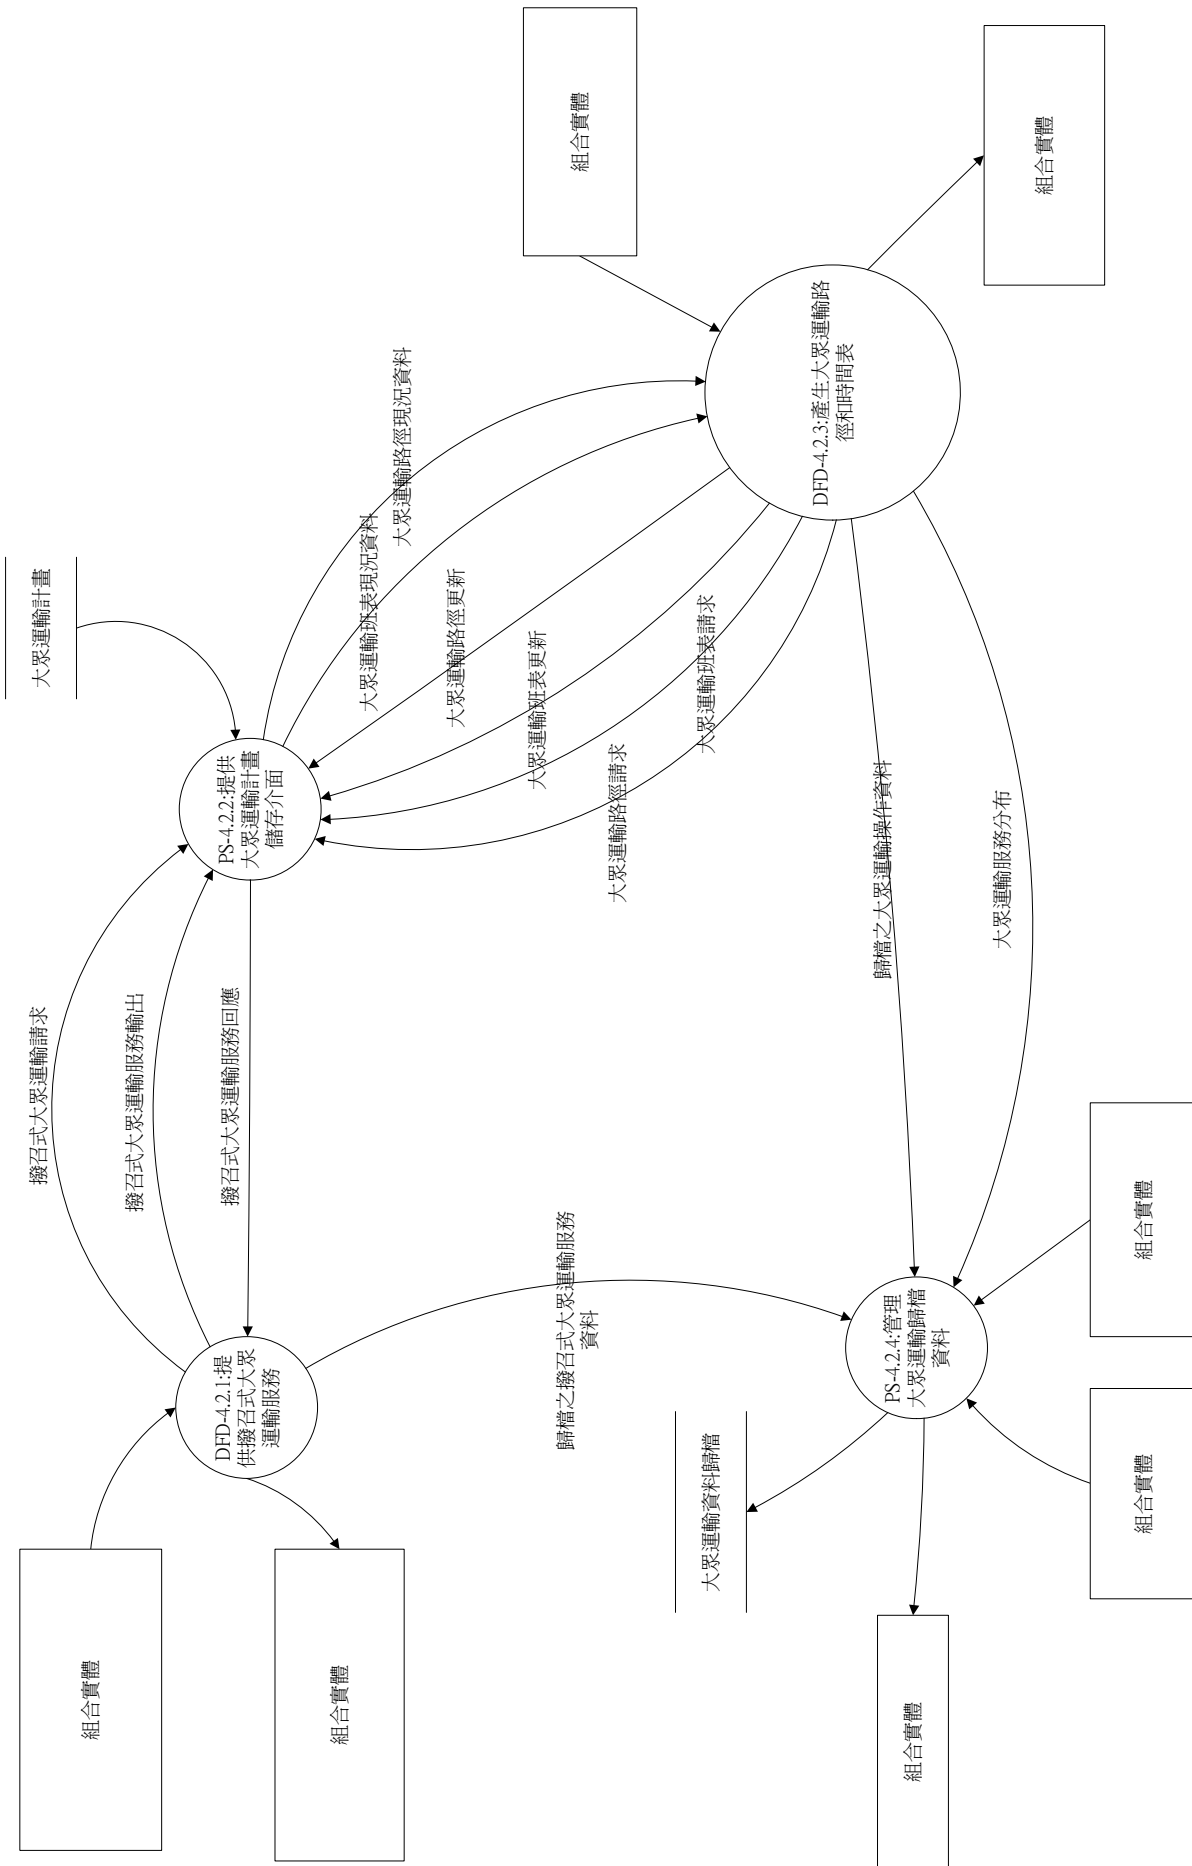 組合實體
組合實體
DFD-4.2.1:提
供撥召式大眾
運輸服務
撥召式大眾運輸請求
撥召式大眾運輸服務輸出
撥召式大眾運輸服務回應
歸檔之撥召式大眾運輸服務
資料
大眾運輸計畫
PS-4.2.2:提供
大眾運輸計畫
儲存介面
大眾運輸班表現況資料
大眾運輸路徑現況資料
大眾運輸路徑更新
大眾運輸班表更新
大眾運輸路徑請求
大眾運輸班表請求
組合實體
組合實體
DFD-4.2.3:產生大眾運輸路
徑和時間表
歸檔之大眾運輸操作資料
大眾運輸服務分布
大眾運輸資料歸檔
PS-4.2.4:管理
大眾運輸歸檔
資料
組合實體
組合實體
組合實體